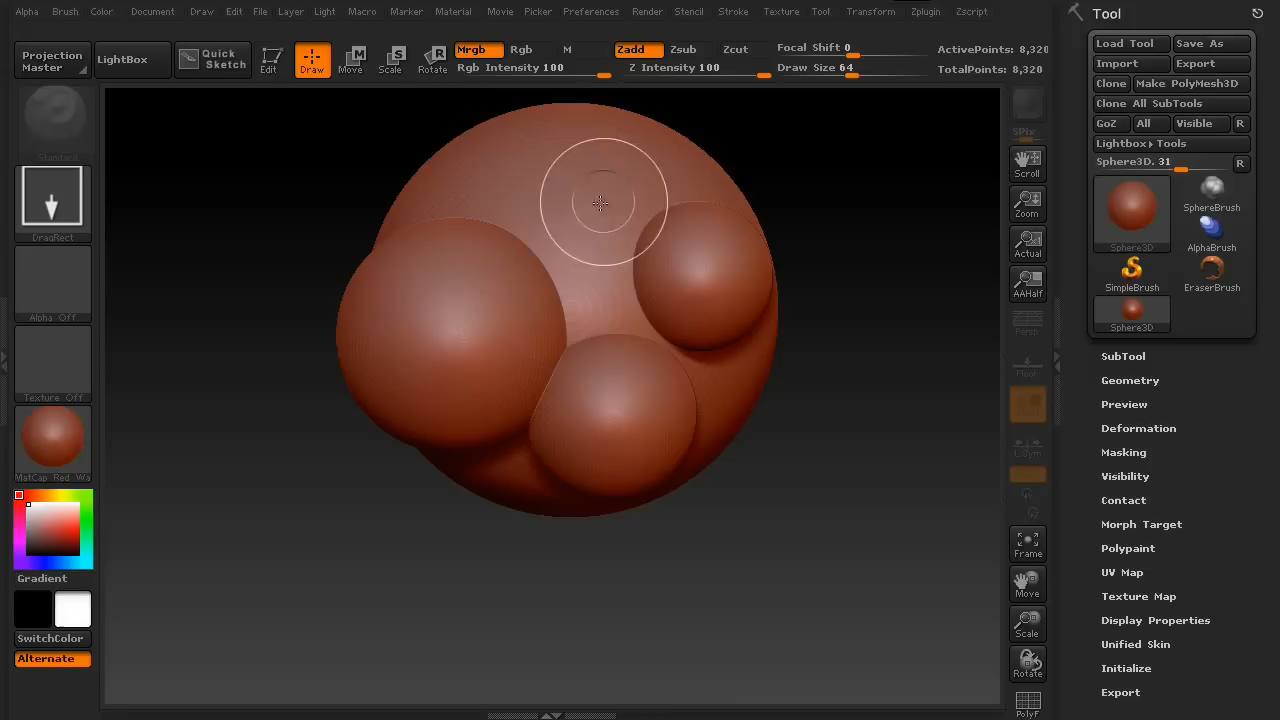 Alpha Brush Color Document Draw Edit File Layer Light Macro Marker Material Movie Picker Preferences Render Stencil Stroke Texture Tool Transform Zplugin Zscript
Tool
Projection Master
LightBox
Quick Sketch
Edit
Draw
Move
Scale
Rotate
Mrgb Rgb M
Rgb Intensity 100
Zadd Zsub Zcut
Z Intensity 100
Focal Shift 0
Draw Size 64
ActivePoints: 8,320
TotalPoints: 8,320
Standard
DragRect
Alpha Off
Texture Off
MatCap Red Wa
Gradient
SwitchColor
Alternate
SPix
Scroll
Zoom
Actual
AAHalf
Persp
Floor
L.Sym
Frame
Move
Scale
Rotate
PolyF
Load Tool Save As
Import Export
Clone Make PolyMesh3D
Clone All SubTools
GoZ All Visible R
Lightbox▸Tools
Sphere3D. 31 R
Sphere3D
SphereBrush
AlphaBrush
SimpleBrush
EraserBrush
Sphere3D
SubTool
Geometry
Preview
Deformation
Masking
Visibility
Contact
Morph Target
Polypaint
UV Map
Texture Map
Display Properties
Unified Skin
Initialize
Export